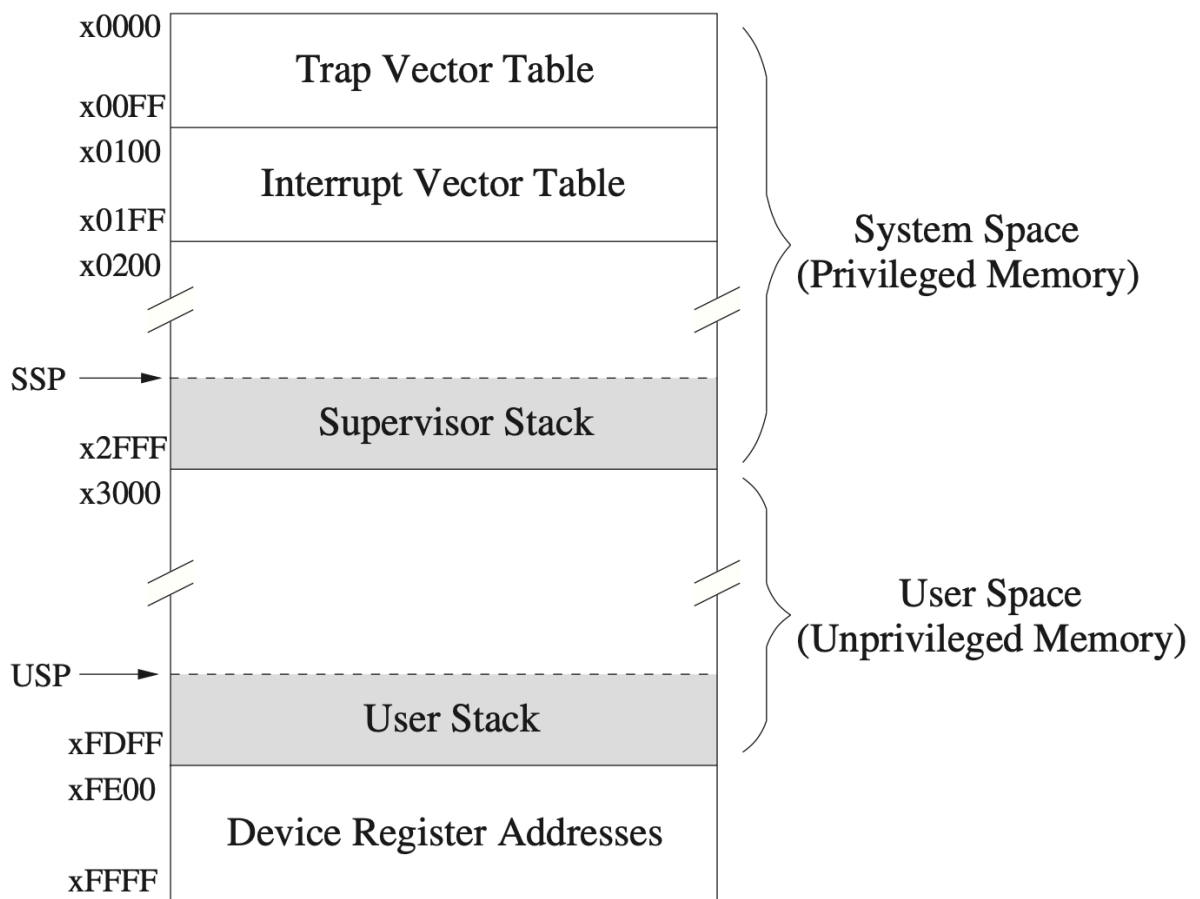 x0000
Trap Vector Table
x00FF
x0100
Interrupt Vector Table
x01FF
System Space
(Privileged Memory)
x0200
SSP
Supervisor Stack
x2FFF
x3000
User Space
(Unprivileged Memory)
USP
User Stack
xFDFF
xFE00
Device Register Addresses
xFFFF